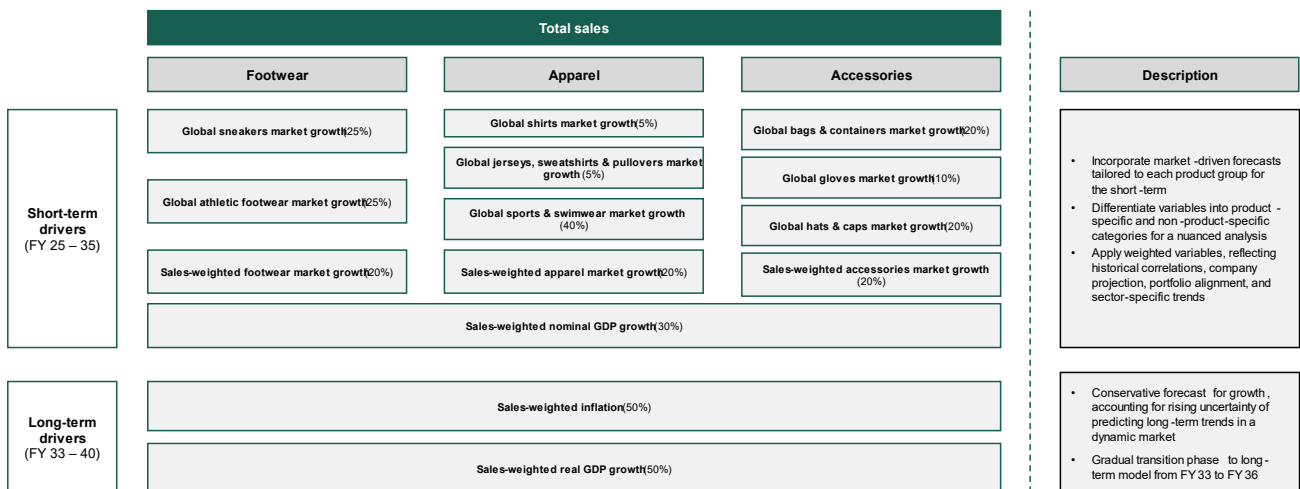 Total sales
Footwear
Apparel
Accessories
Description
Short-term
drivers
(FY 25 – 35)
Global sneakers market growth(25%)
Global athletic footwear market growth(25%)
Sales-weighted footwear market growth(20%)
Global shirts market growth(5%)
Global jerseys, sweatshirts & pullovers market
growth (5%)
Global sports & swimwear market growth
(40%)
Sales-weighted apparel market growth(20%)
Global bags & containers market growth(20%)
Global gloves market growth(10%)
Global hats & caps market growth(20%)
Sales-weighted accessories market growth
(20%)
Sales-weighted nominal GDP growth(30%)
• Incorporate market -driven forecasts
tailored to each product group for
the short -term
• Differentiate variables into product -
specific and non -product-specific
categories for a nuanced analysis
• Apply weighted variables, reflecting
historical correlations, company
projection, portfolio alignment, and
sector-specific trends
Long-term
drivers
(FY 33 – 40)
Sales-weighted inflation(50%)
Sales-weighted real GDP growth(50%)
• Conservative forecast for growth ,
accounting for rising uncertainty of
predicting long -term trends in a
dynamic market
• Gradual transition phase to long -
term model from FY 33 to FY 36